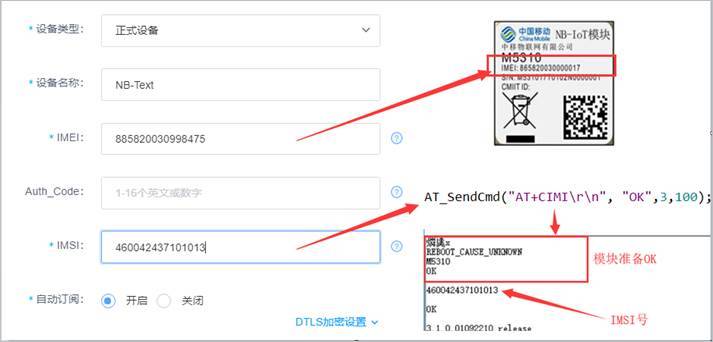 * 设备类型:
正式设备
* 设备名称:
NB-Text
* IMEI:
885820030998475
Auth_Code:
1-16个英文或数字
* IMSI:
460042437101013
* 自动订阅:
开启
关闭
DTLS加密设置
中国移动
China Mobile
NB-IoT模块
中移物联网有限公司
M5310
IMEI: 865820030000017
S/N: M5310I7102N0000001
CMIIT ID:
AT_SendCmd("AT+CIMI\r\n", "OK",3,100);
REBOOT_CAUSE_UNKNOWN
M5310
OK
模块准备OK
460042437101013
OK
IMSI号
3.1.0.01092210 release